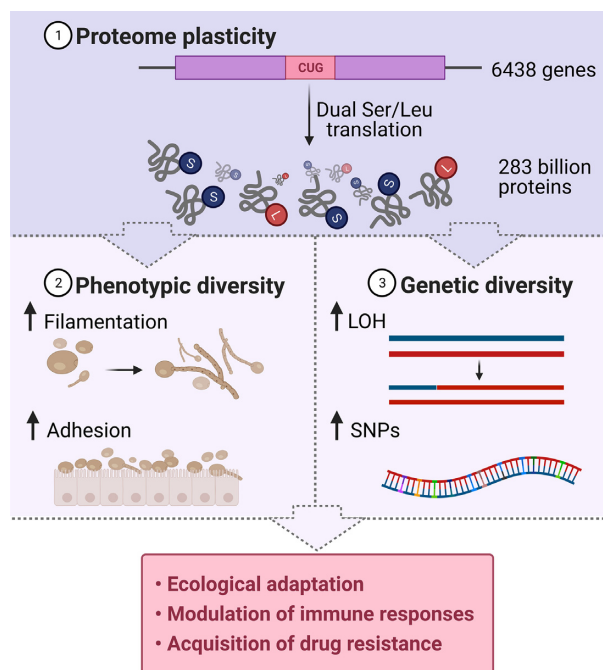 1 Proteome plasticity
CUG
6438 genes
Dual Ser/Leu
translation
283 billion
proteins
S
S
S
L
S
L
S
L
S
S
L
2 Phenotypic diversity
Filamentation
Adhesion
3 Genetic diversity
LOH
SNPs
• Ecological adaptation
• Modulation of immune responses
• Acquisition of drug resistance